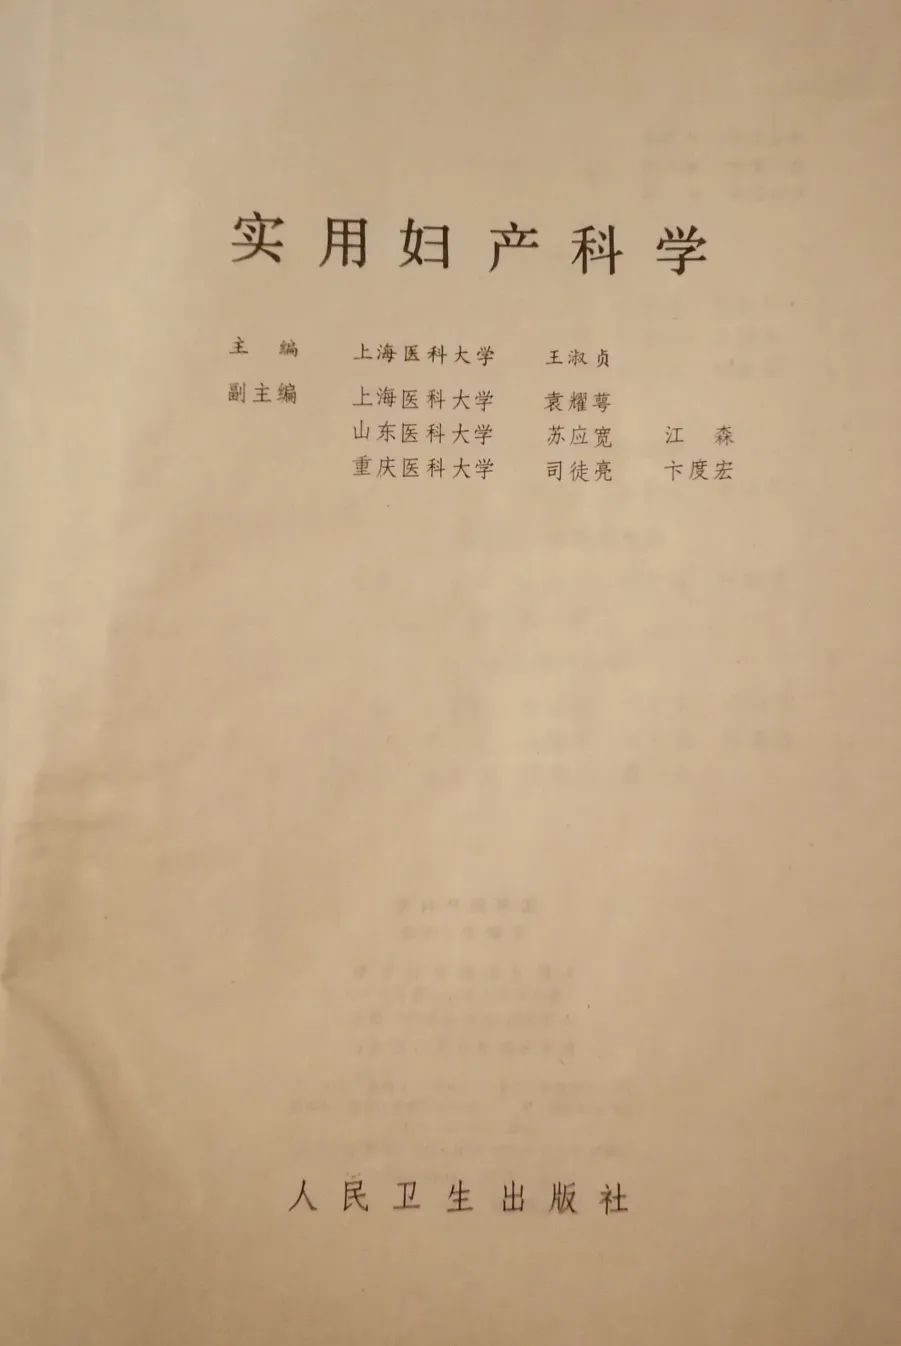 实用妇产科学
主 编 上海医科大学 王淑贞
副主编 上海医科大学 袁耀萼
山东医科大学 苏应宽 江 森
重庆医科大学 司徒亮 卞度宏
人民卫生出版社